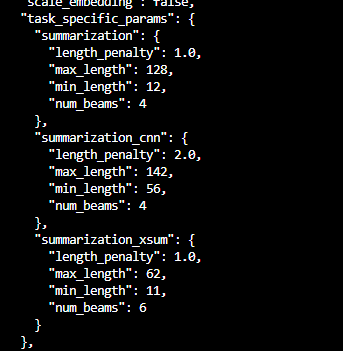 "scale_embedding": false,
"task_specific_params": {
"summarization": {
"length_penalty": 1.0,
"max_length": 128,
"min_length": 12,
"num_beams": 4
},
"summarization_cnn": {
"length_penalty": 2.0,
"max_length": 142,
"min_length": 56,
"num_beams": 4
},
"summarization_xsum": {
"length_penalty": 1.0,
"max_length": 62,
"min_length": 11,
"num_beams": 6
}
},